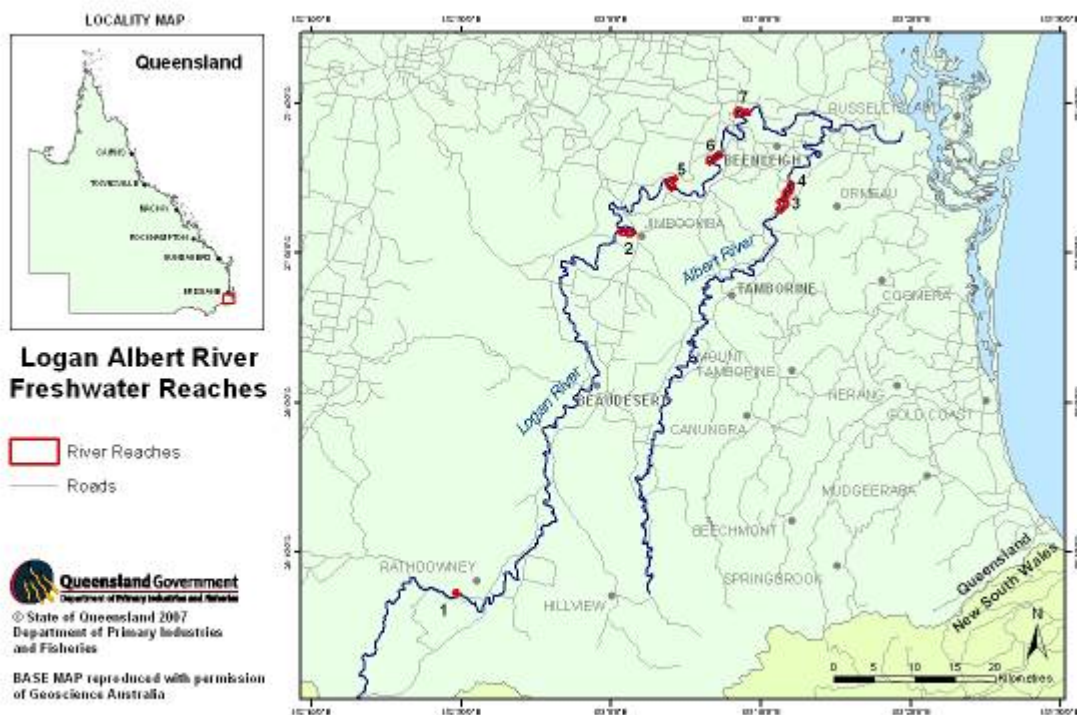 LOCALITY MAP
Queensland
CAIRNS
TOWNSVILLE
MACKAY
ROCKHAMPTON
BUNDABERG
BRISBANE
Logan Albert River
Freshwater Reaches
River Reaches
Roads
Queensland Government
Department of Primary Industries and Fisheries
© State of Queensland 2007
Department of Primary Industries
and Fisheries
BASE MAP reproduced with permission
of Geoscience Australia
7
RUSSELL ISLAND
6
BEENLEIGH
5
4
ORMEAU
3
JIMBOOMBA
2
Albert River
TAMBORINE
COOMERA
MOUNT
TAMBORINE
NERANG
BEAUDESERT
GOLD COAST
Logan River
CANUNGRA
MUDGEERABA
BEECHMONT
Queensland
New South Wales
RATHDOWNEY
SPRINGBROOK
1
HILLVIEW
N
0 5 10 15 20
Kilometres